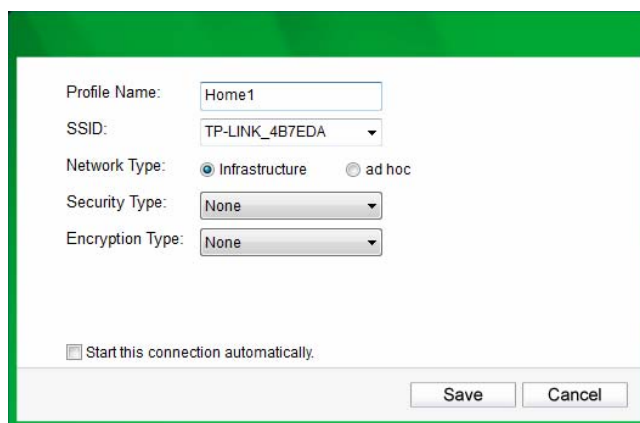 Profile Name: Home1
SSID: TP-LINK_4B7EDA
Network Type: Infrastructure ad hoc
Security Type: None
Encryption Type: None
Start this connection automatically.
Save Cancel